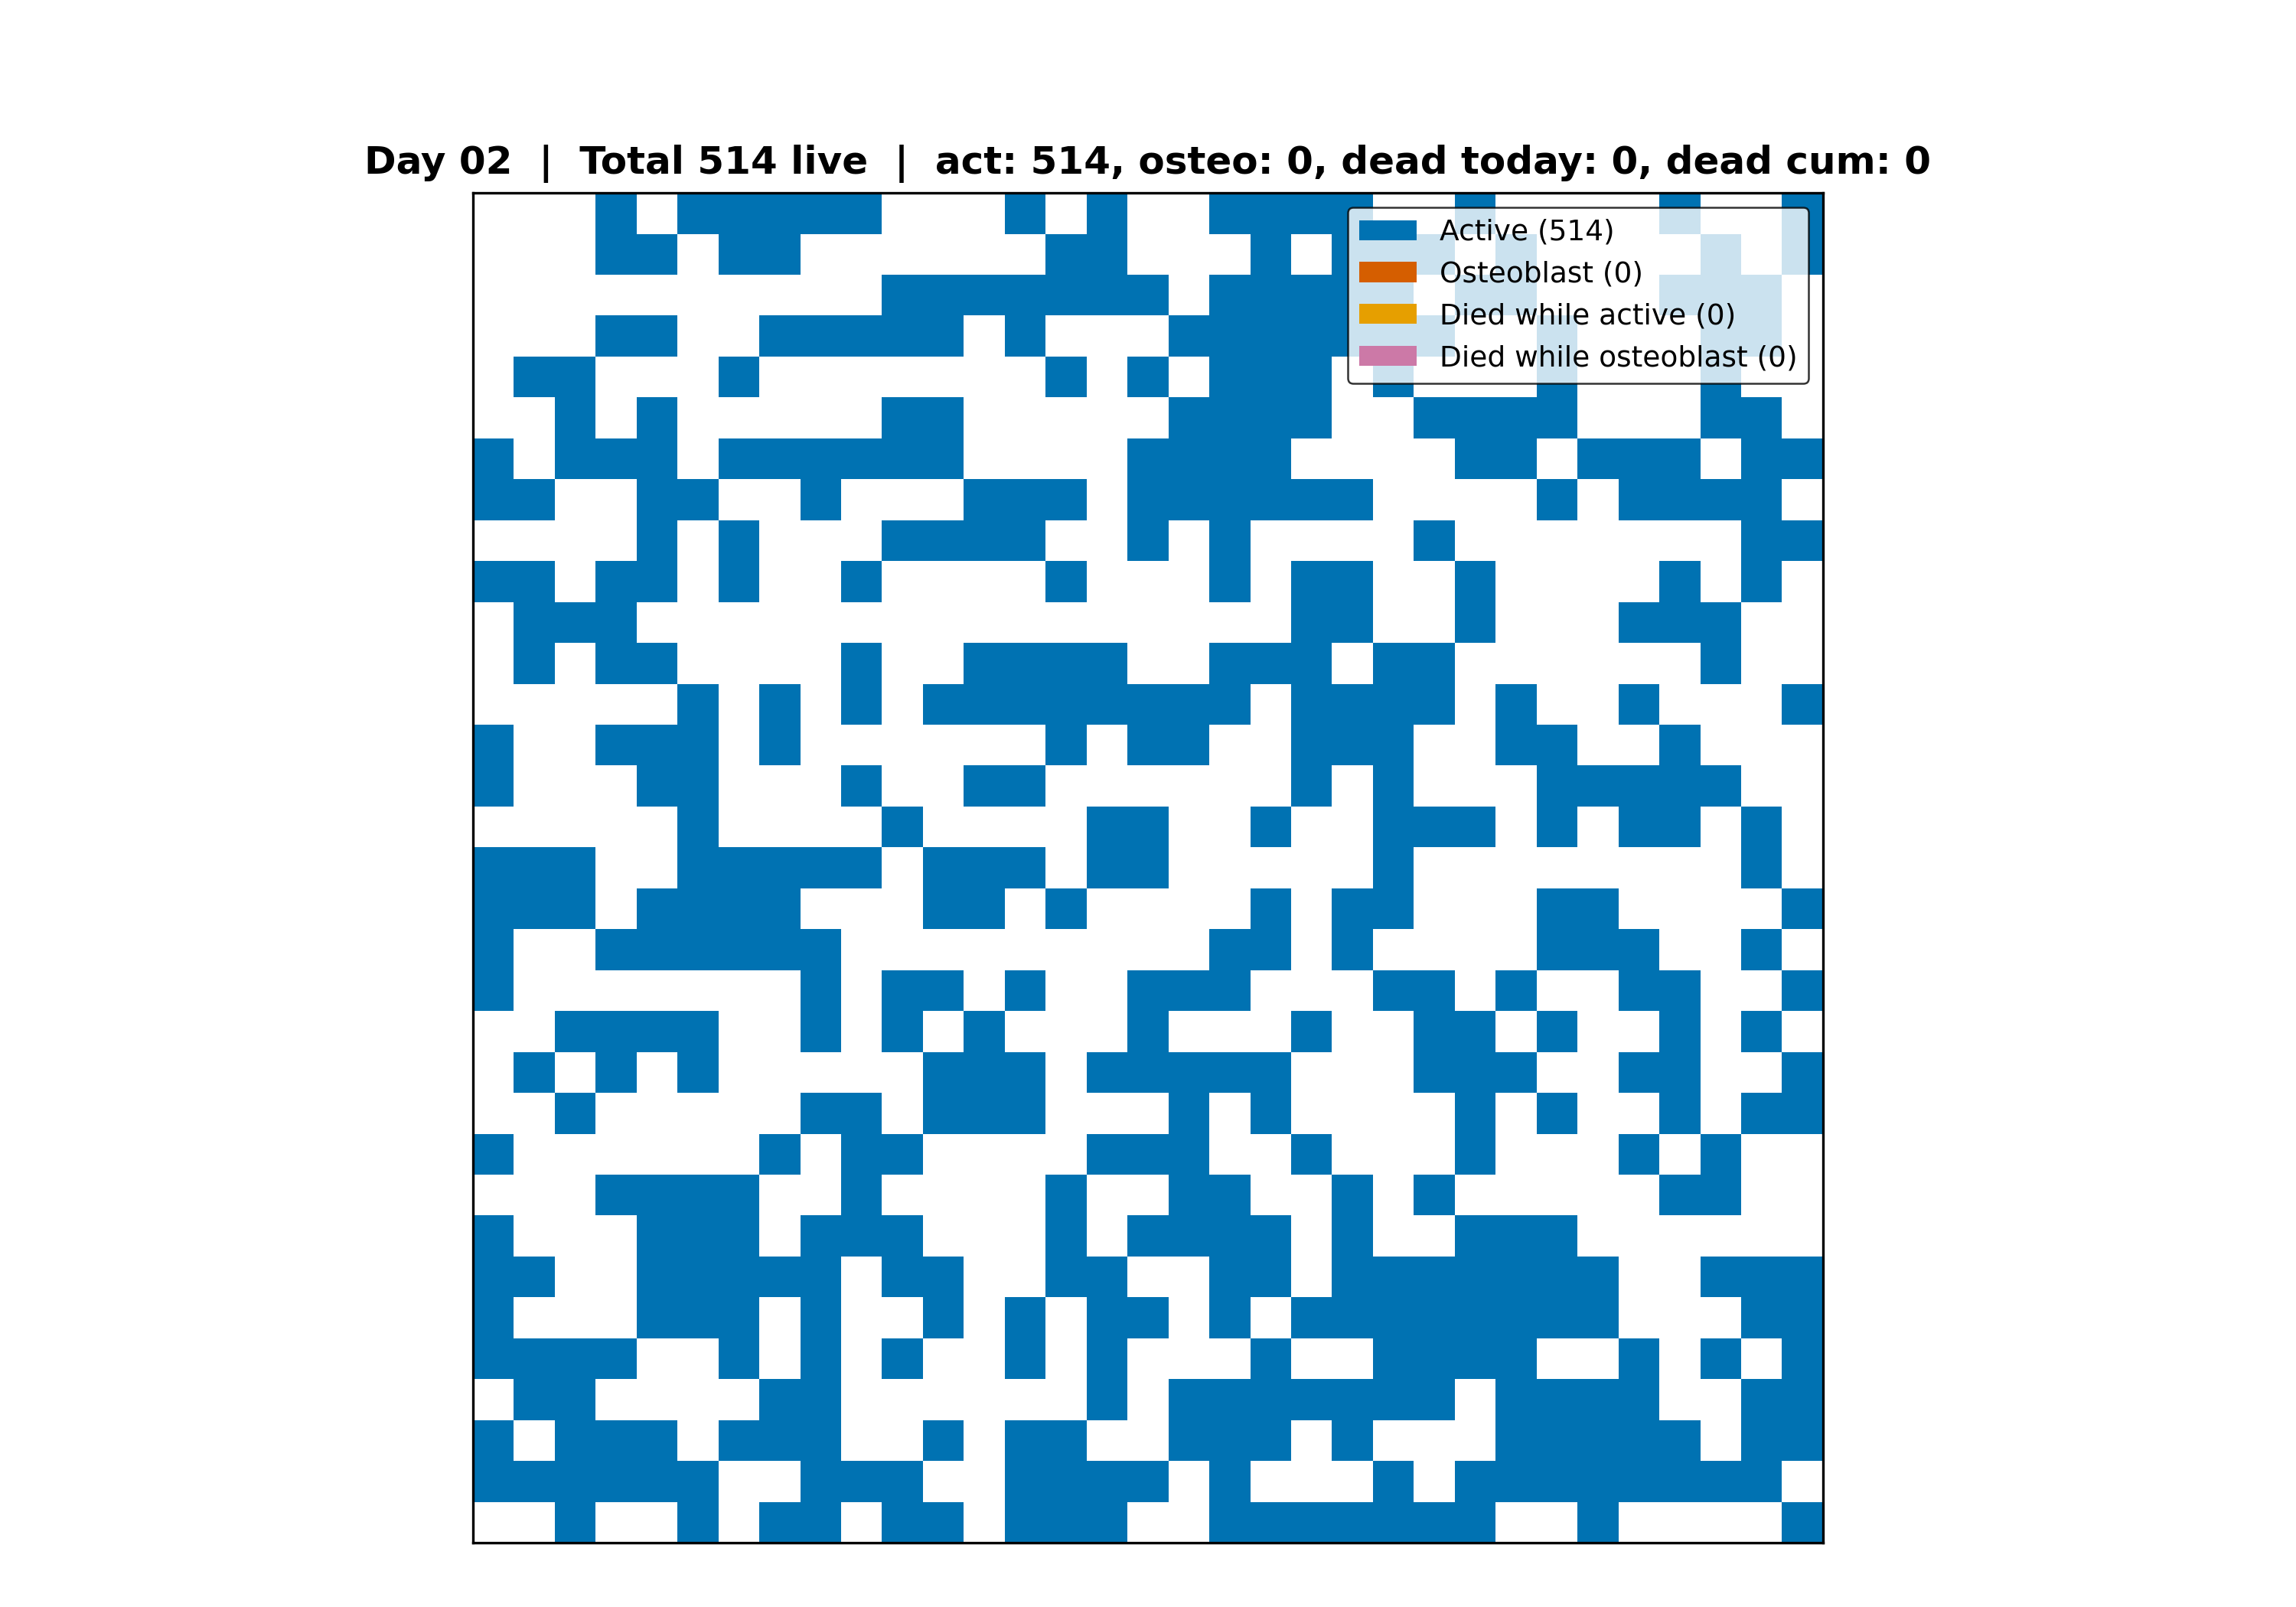 Day 02 | Total 514 live | act: 514, osteo: 0, dead today: 0, dead cum: 0
Active (514)
Osteoblast (0)
Died while active (0)
Died while osteoblast (0)